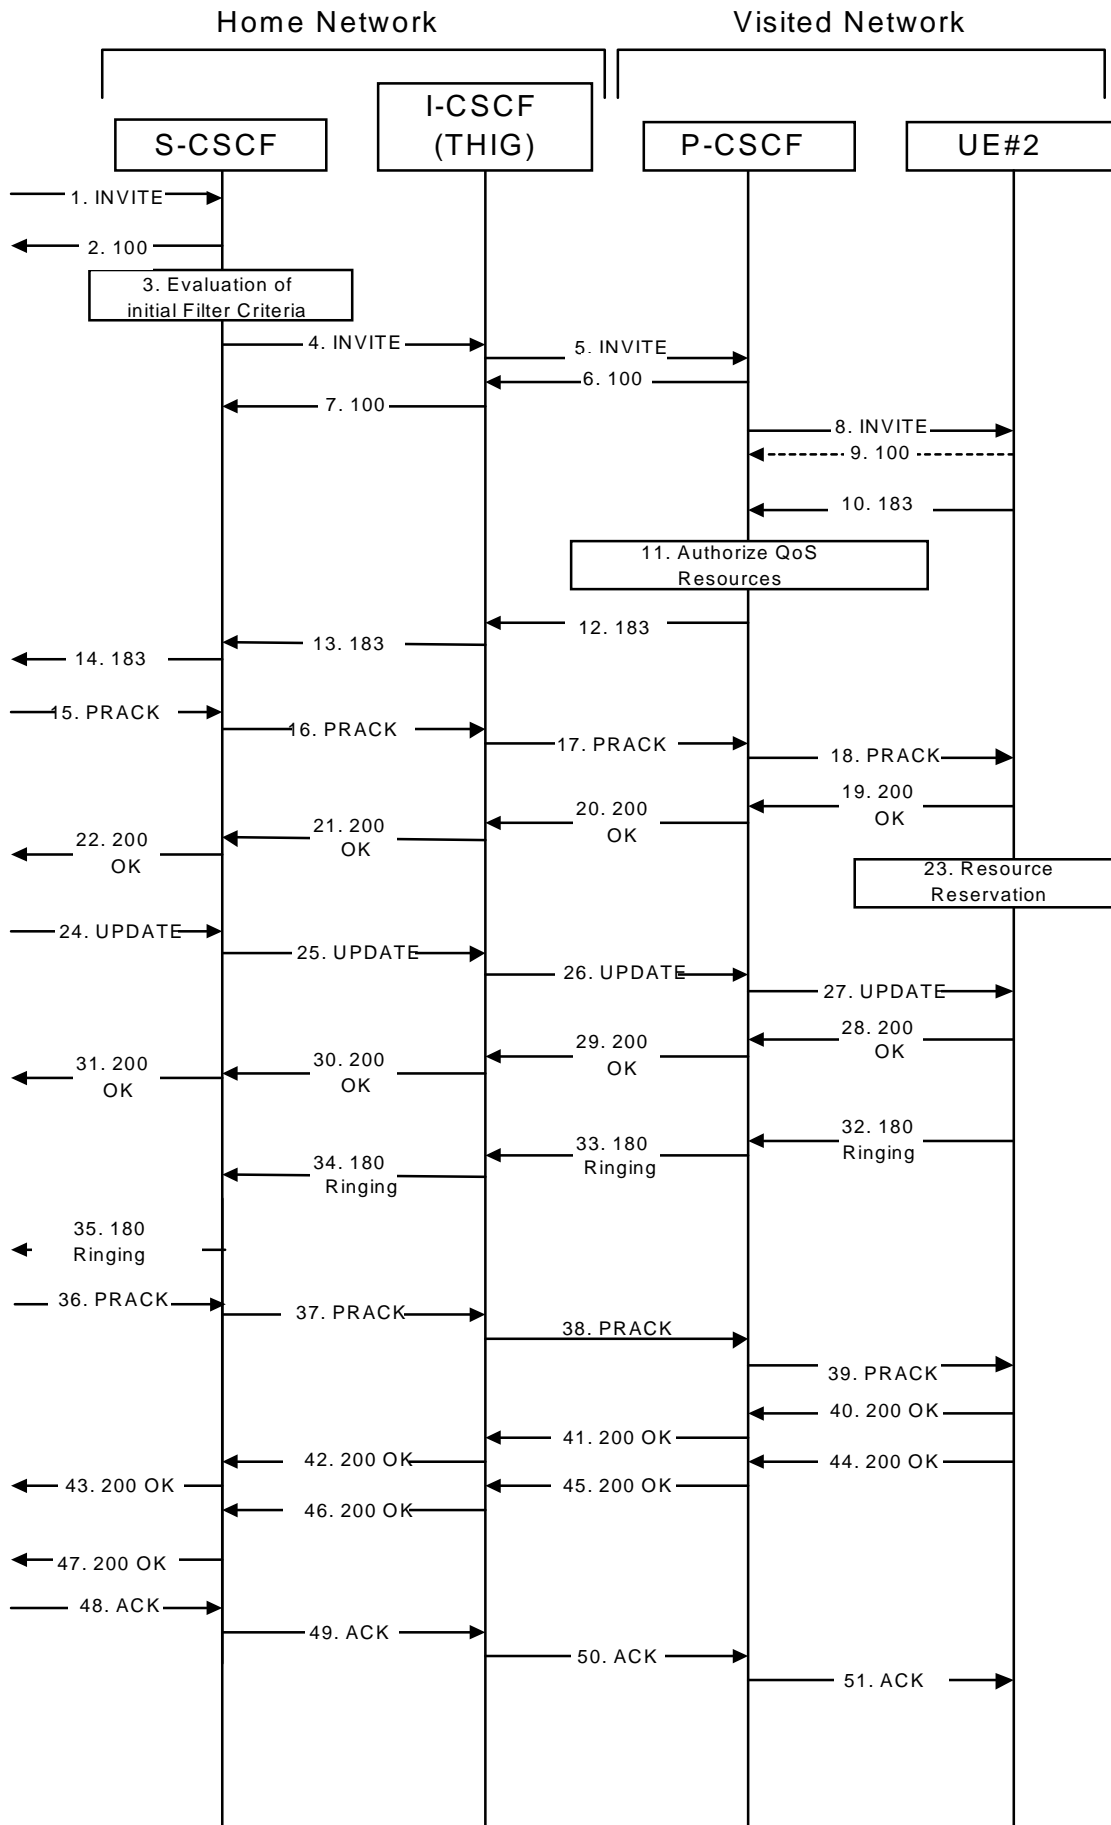 Home Network
Visited Network
I-CSCF
(THIG)
S-CSCF
P-CSCF
UE#2
1. INVITE
2. 100
3. Evaluation of
initial Filter Criteria
4. INVITE
5. INVITE
6. 100
7. 100
8. INVITE
9. 100
10. 183
11. Authorize QoS
Resources
12. 183
13. 183
14. 183
15. PRACK
16. PRACK
17. PRACK
18. PRACK
19. 200
OK
20. 200
OK
21. 200
OK
22. 200
OK
23. Resource
Reservation
24. UPDATE
25. UPDATE
26. UPDATE
27. UPDATE
28. 200
OK
29. 200
OK
30. 200
OK
31. 200
OK
32. 180
Ringing
33. 180
Ringing
34. 180
Ringing
35. 180
Ringing
36. PRACK
37. PRACK
38. PRACK
39. PRACK
40. 200 OK
41. 200 OK
42. 200 OK
43. 200 OK
44. 200 OK
45. 200 OK
46. 200 OK
47. 200 OK
48. ACK
49. ACK
50. ACK
51. ACK